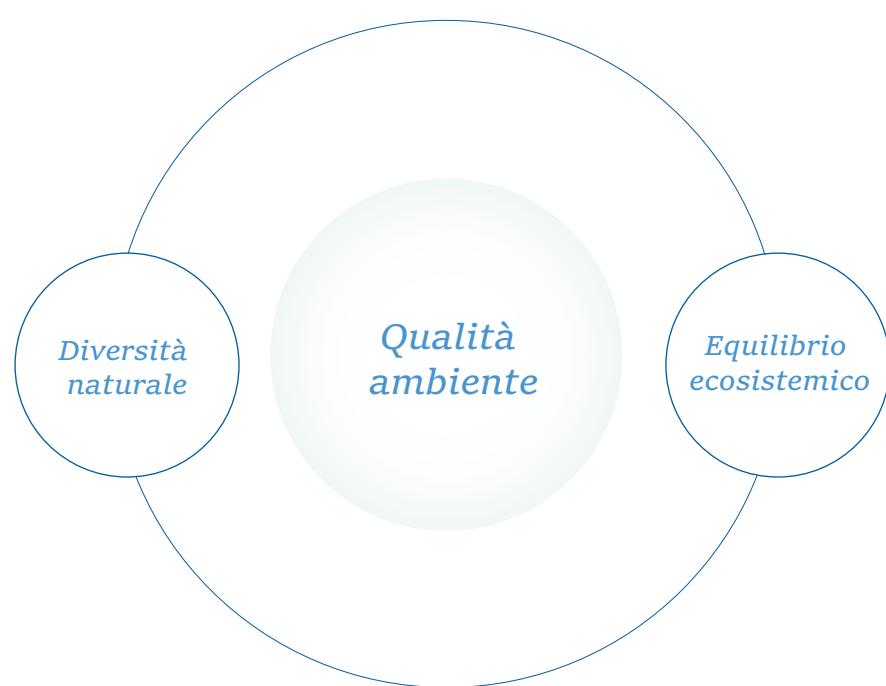 Diversità
naturale
Qualità
ambiente
Equilibrio
ecosistemico